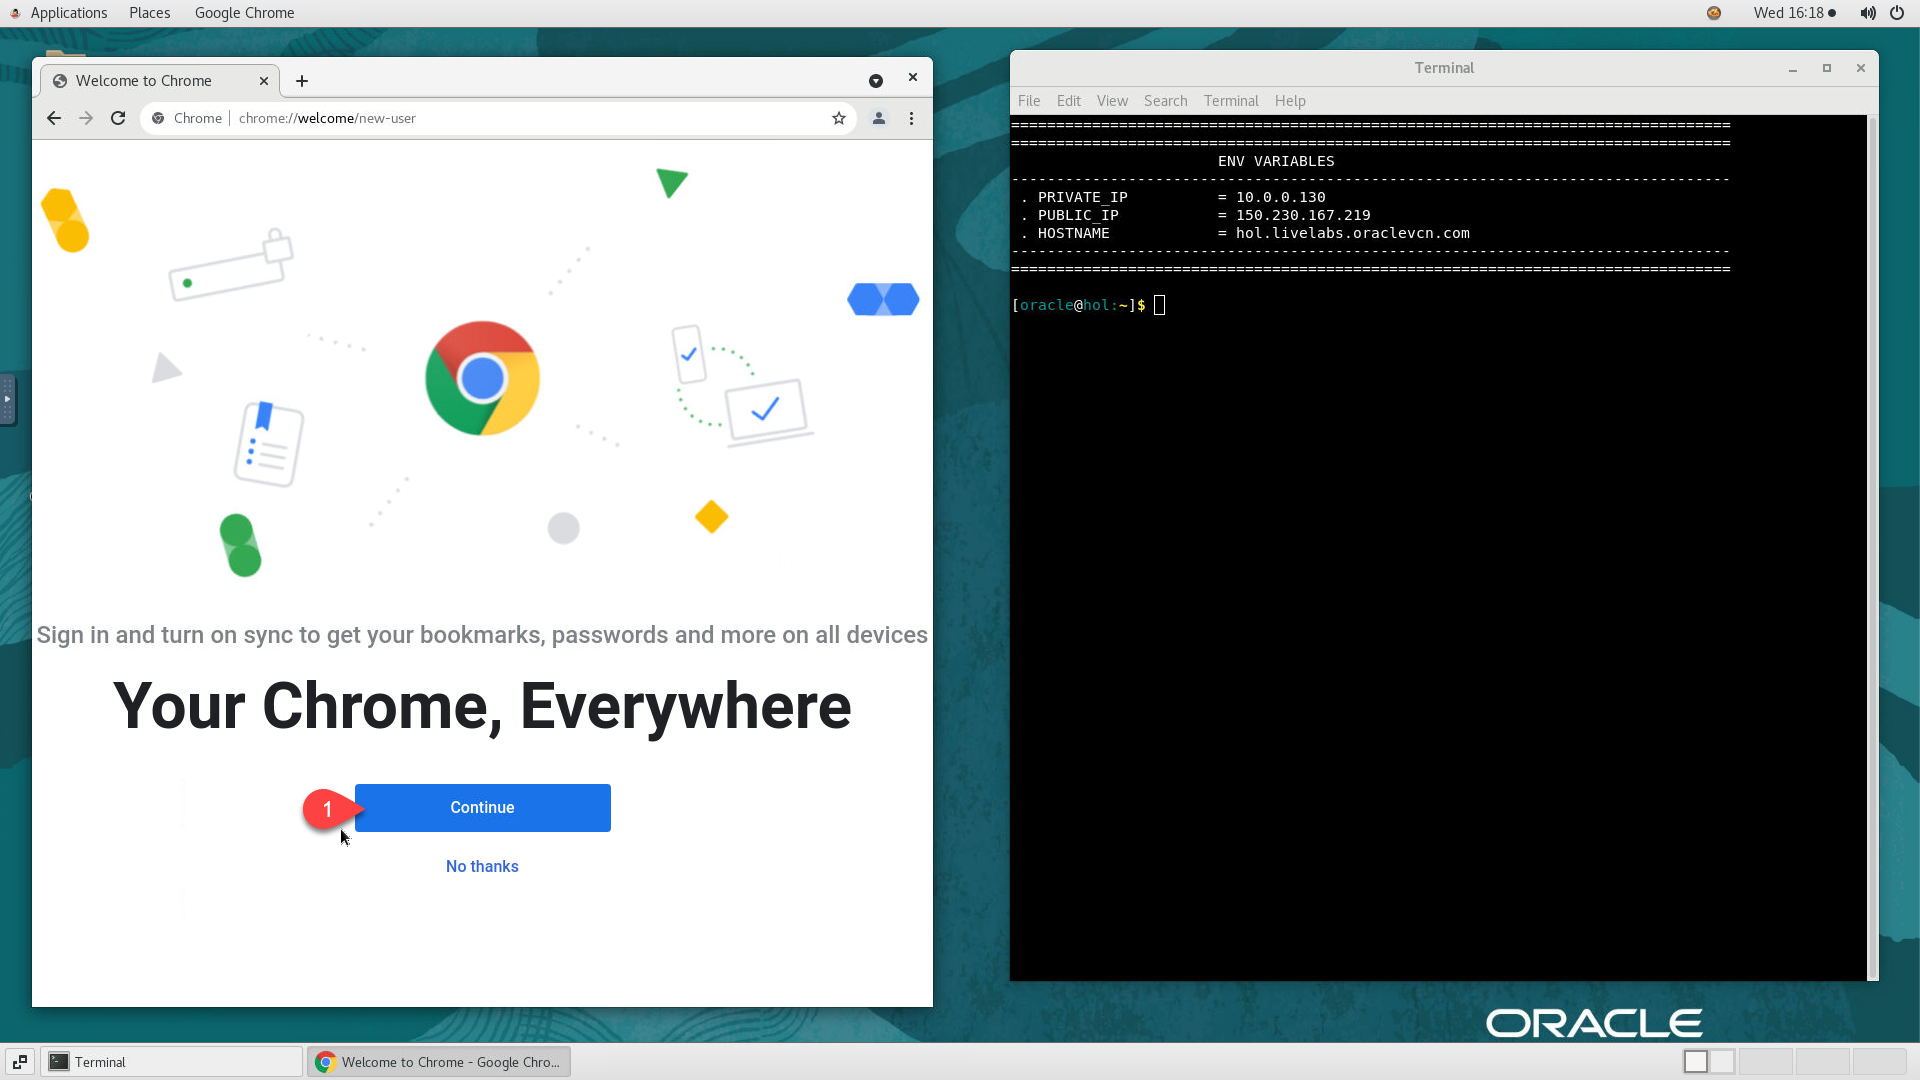 Applications Places Google Chrome Wed 16:18
Welcome to Chrome
Chrome chrome://welcome/new-user
Sign in and turn on sync to get your bookmarks, passwords and more on all devices
Your Chrome, Everywhere
1
Continue
No thanks
Terminal
File Edit View Search Terminal Help
================================================================================
================================================================================
ENV VARIABLES
--------------------------------------------------------------------------------
. PRIVATE_IP = 10.0.0.130
. PUBLIC_IP = 150.230.167.219
. HOSTNAME = hol.livelabs.oraclevcn.com
--------------------------------------------------------------------------------
================================================================================
[oracle@hol:~]$
ORACLE
Terminal Welcome to Chrome - Google Chro...